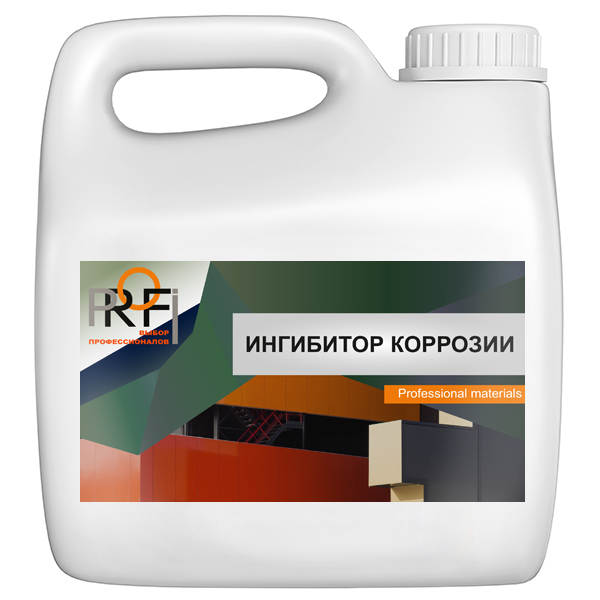 PROFi
ВЫБОР
ПРОФЕССИОНАЛОВ
ИНГИБИТОР КОРРОЗИИ
Professional materials